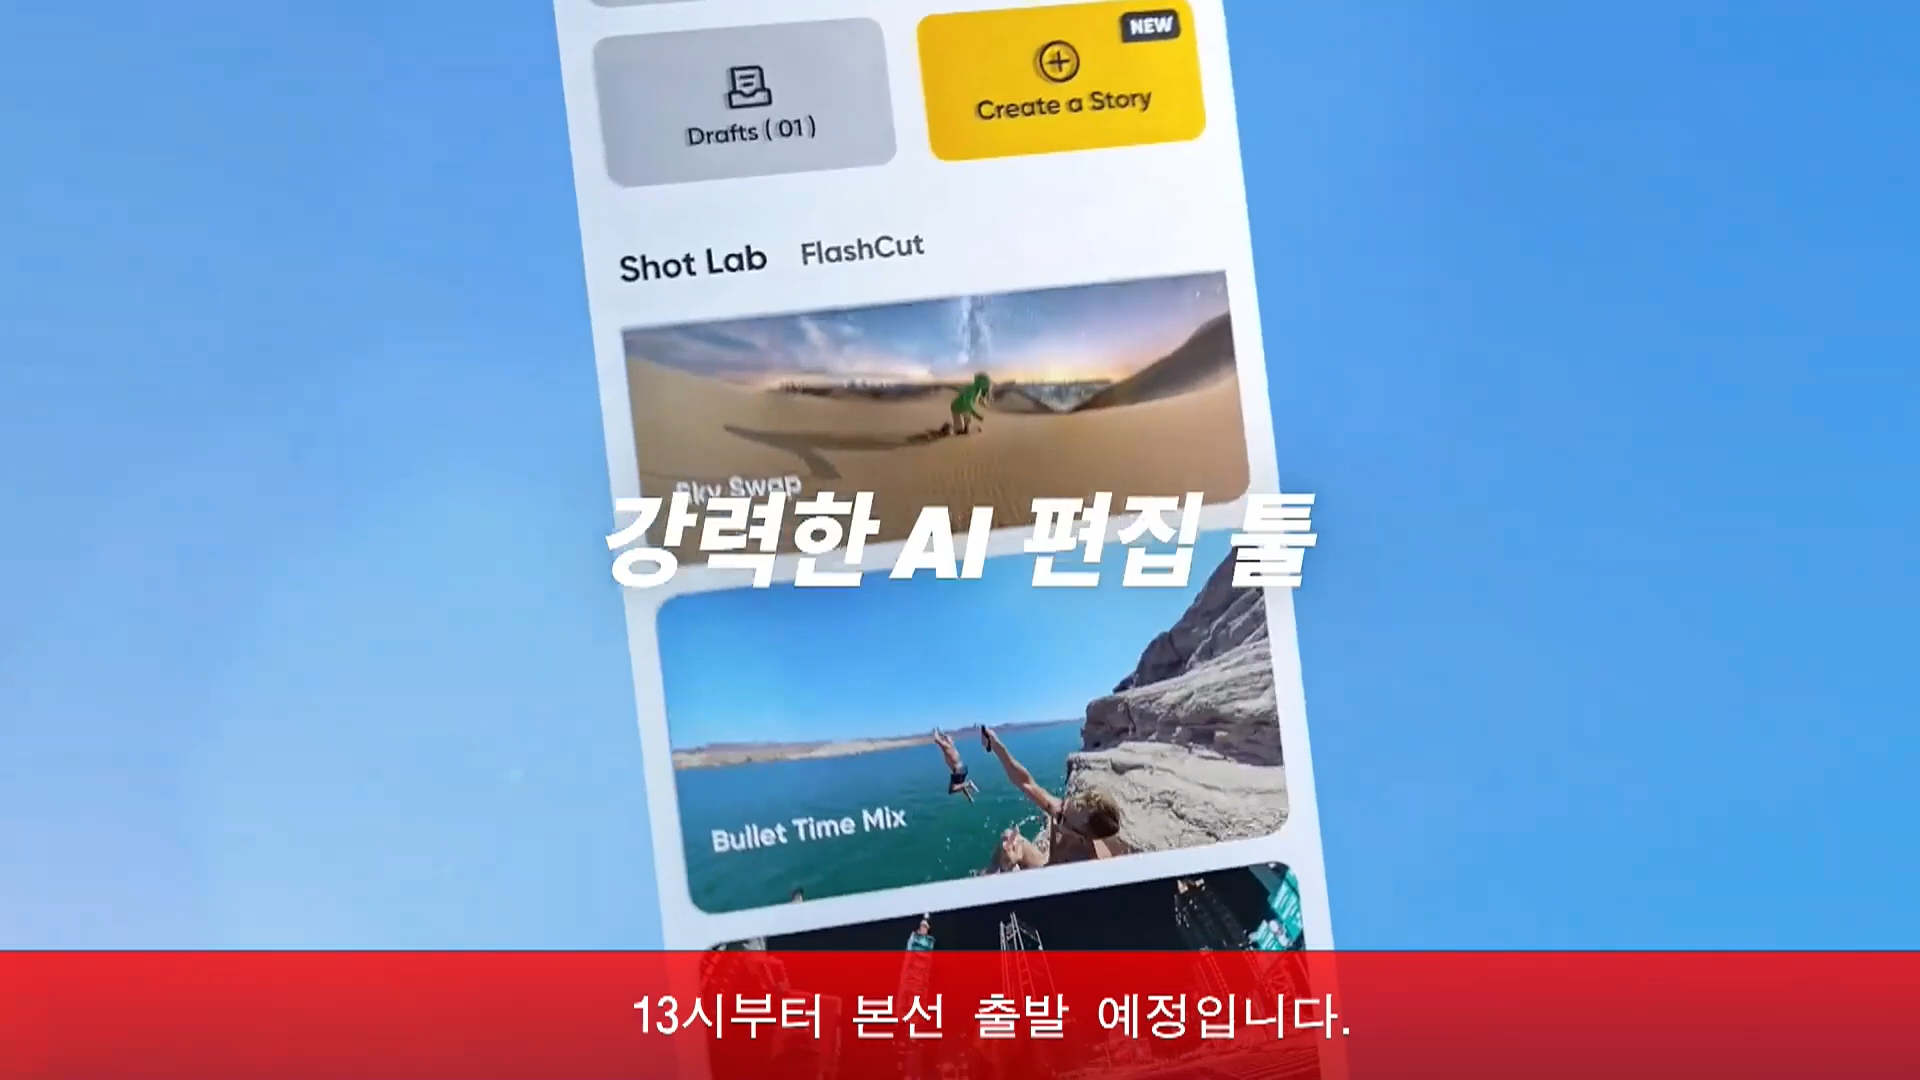 NEW
Drafts ( 01 )
Create a Story
Shot Lab
FlashCut
Sky Swap
강력한 AI 편집 툴
Bullet Time Mix
13시부터 본선 출발 예정입니다.